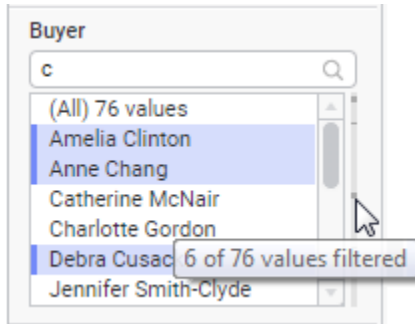 Buyer
c
(All) 76 values
Amelia Clinton
Anne Chang
Catherine McNair
Charlotte Gordon
Debra Cusac
6 of 76 values filtered
Jennifer Smith-Clyde